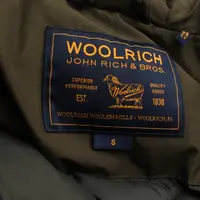 WOOLRICH
JOHN RICH & BROS.
SUPERIOR PERFORMANCE
QUALITY GOODS
EST.
1830
Woolrich
WOOLRICH WOOLEN MILLS - WOOLRICH, PA
S